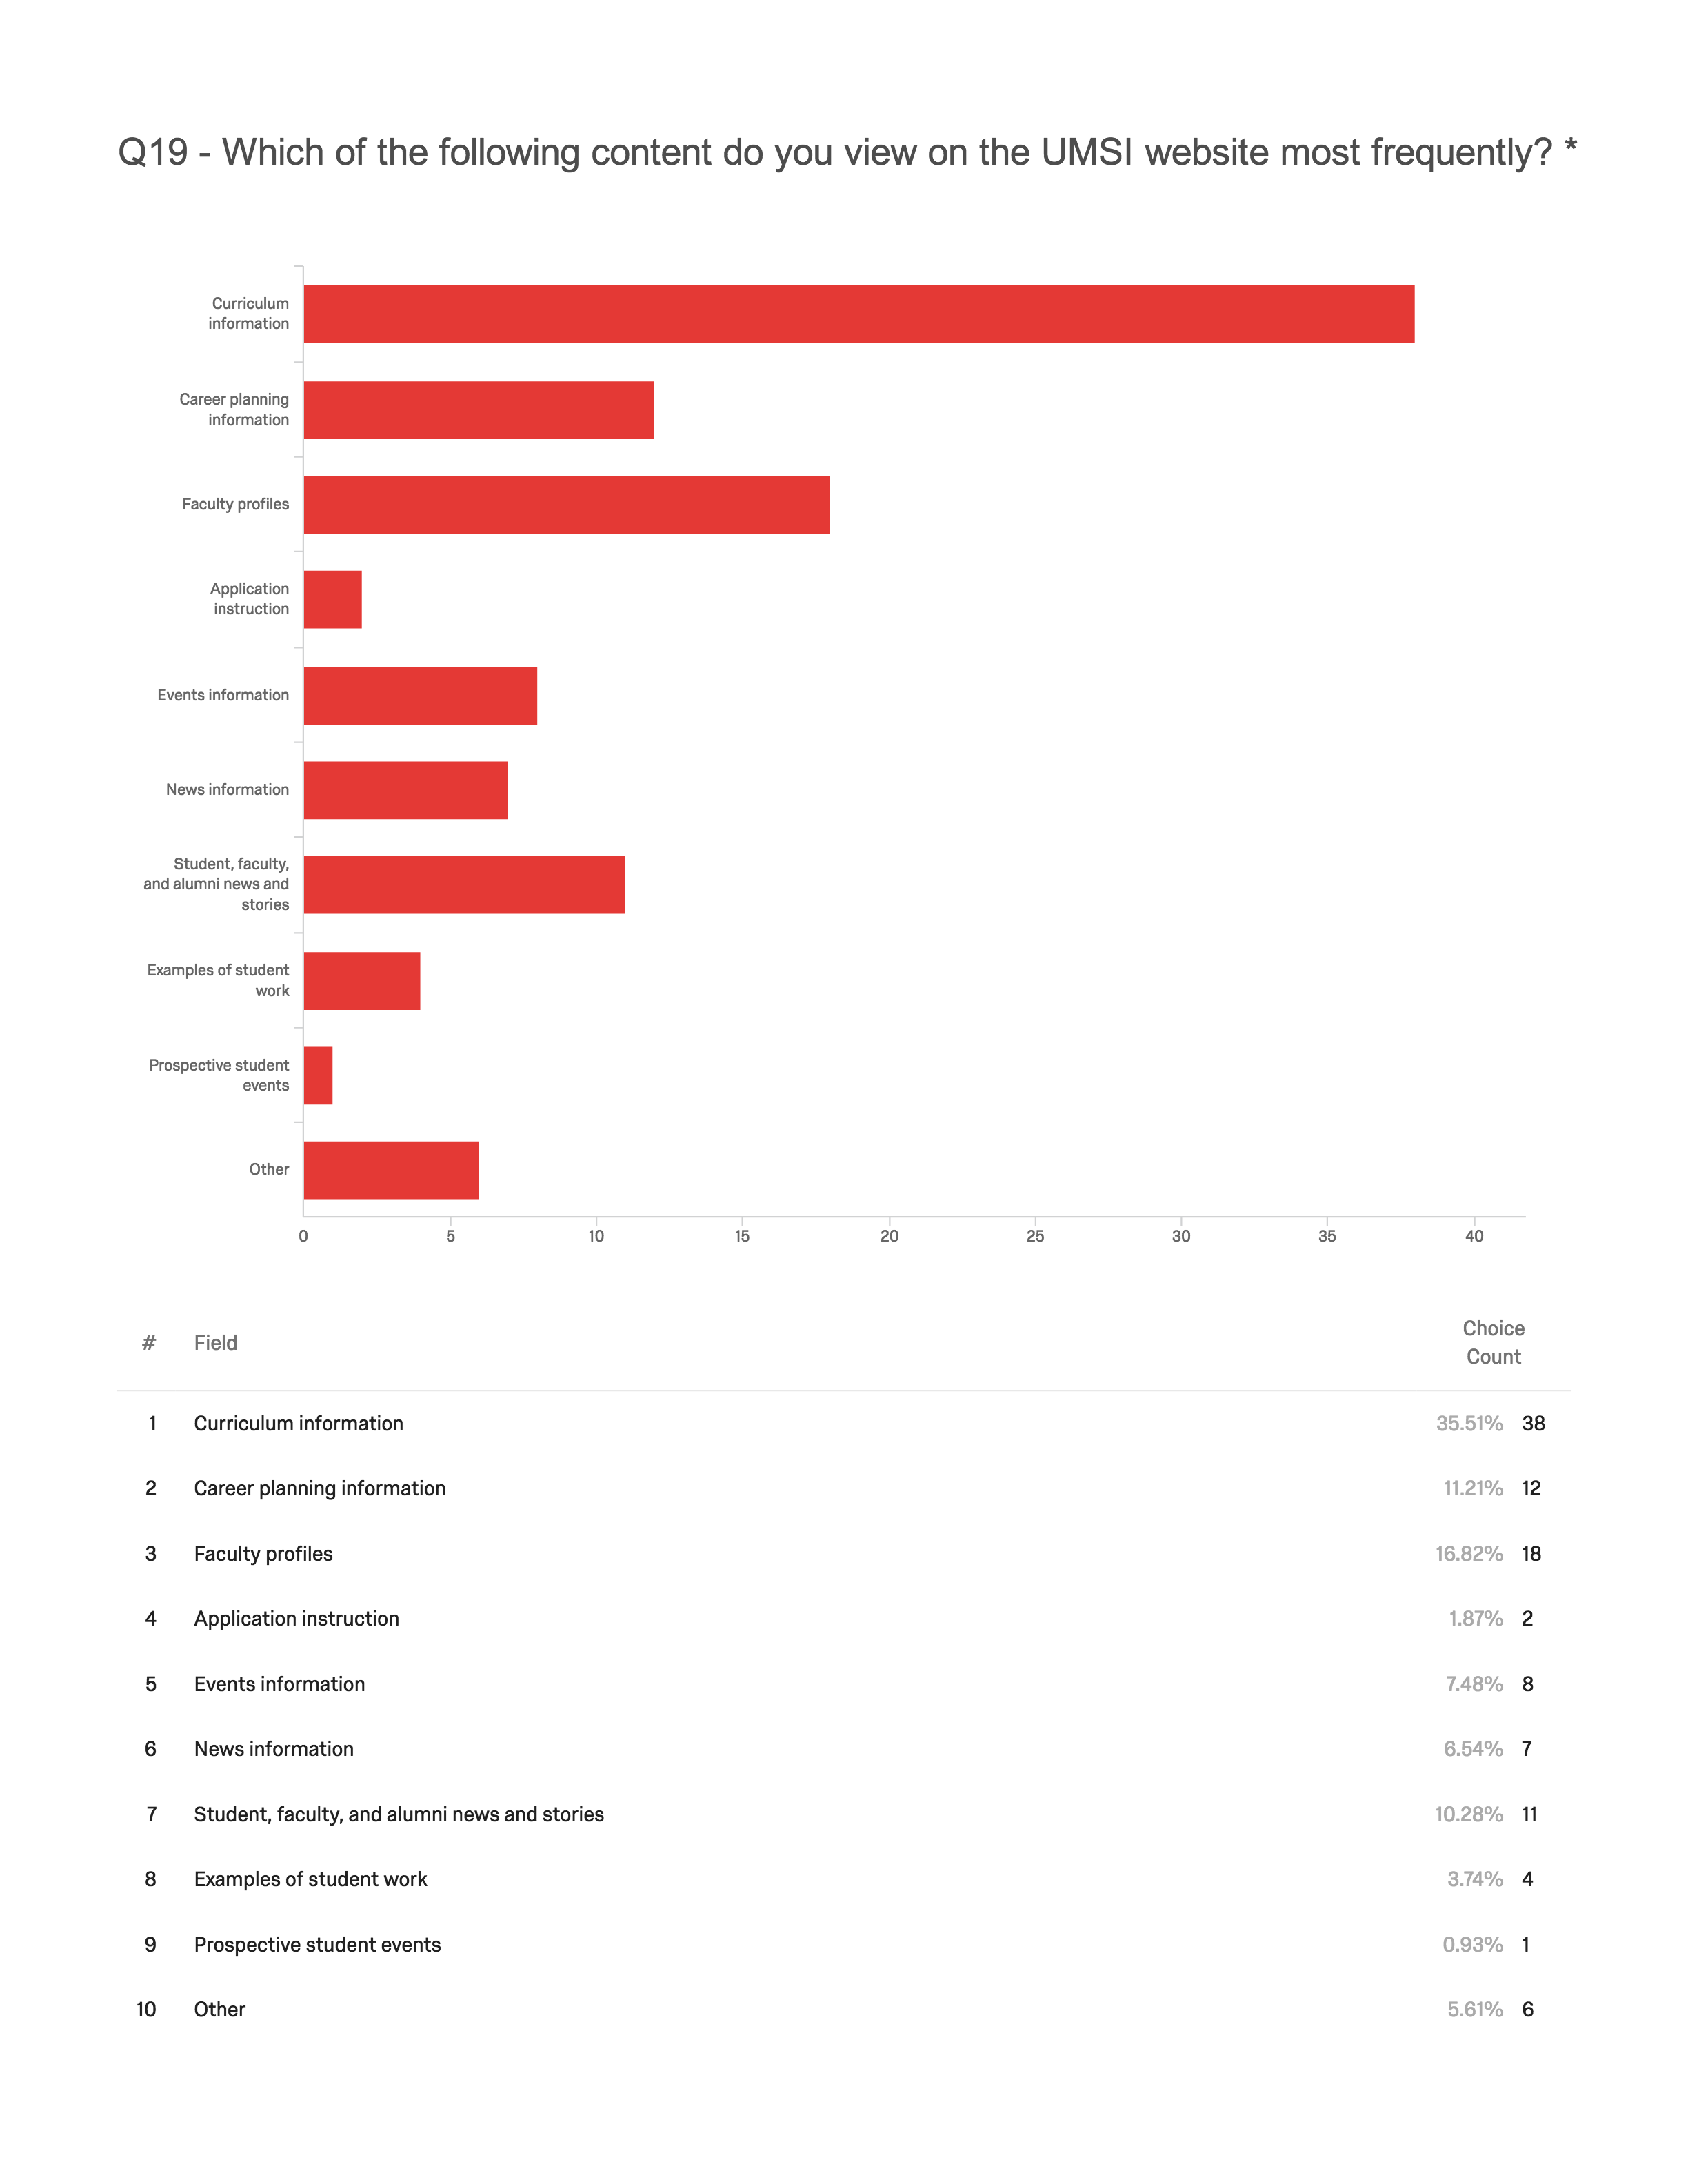 Q19 - Which of the following content do you view on the UMSI website most frequently? *
Curriculum
information
Career planning
information
Faculty profiles
Application
instruction
Events information
News information
Student, faculty,
and alumni news and
stories
Examples of student
work
Prospective student
events
Other
0 5 10 15 20 25 30 35 40
# Field Choice
Count
1 Curriculum information 35.51% 38
2 Career planning information 11.21% 12
3 Faculty profiles 16.82% 18
4 Application instruction 1.87% 2
5 Events information 7.48% 8
6 News information 6.54% 7
7 Student, faculty, and alumni news and stories 10.28% 11
8 Examples of student work 3.74% 4
9 Prospective student events 0.93% 1
10 Other 5.61% 6